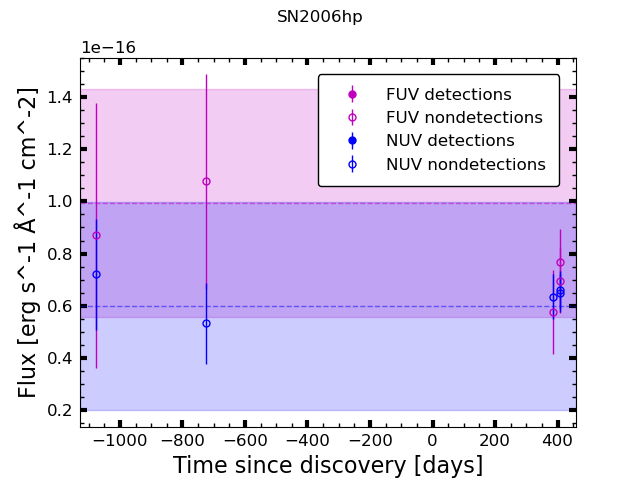 SN2006hp
1e−16
Flux [erg s^-1 Å^-1 cm^-2]
1.4
1.2
1.0
0.8
0.6
0.4
0.2
FUV detections
FUV nondetections
NUV detections
NUV nondetections
−1000 −800 −600 −400 −200 0 200 400
Time since discovery [days]